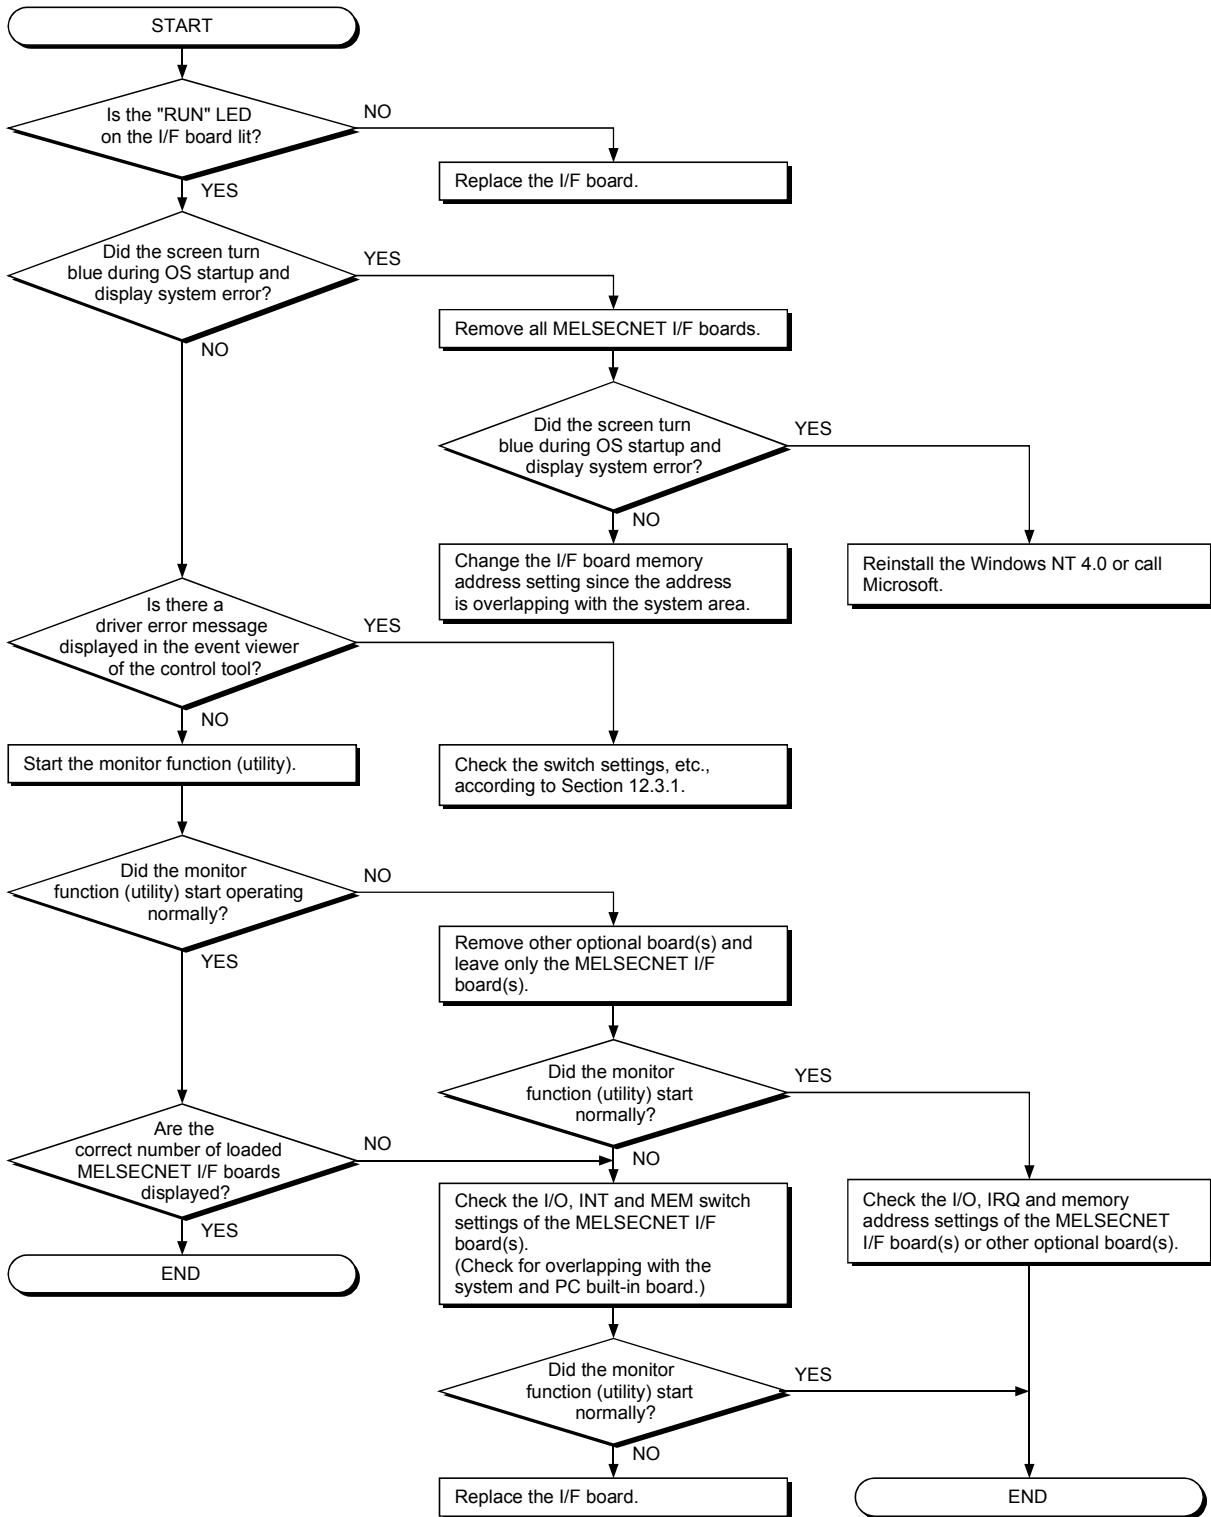 START
Is the "RUN" LED
on the I/F board lit?
NO
Replace the I/F board.
YES
Did the screen turn
blue during OS startup and
display system error?
YES
Remove all MELSECNET I/F boards.
NO
Did the screen turn
blue during OS startup and
display system error?
YES
NO
Change the I/F board memory
address setting since the address
is overlapping with the system area.
Reinstall the Windows NT 4.0 or call
Microsoft.
Is there a
driver error message
displayed in the event viewer
of the control tool?
YES
NO
Start the monitor function (utility).
Check the switch settings, etc.,
according to Section 12.3.1.
Did the monitor
function (utility) start operating
normally?
NO
YES
Remove other optional board(s) and
leave only the MELSECNET I/F
board(s).
Did the monitor
function (utility) start
normally?
YES
NO
Are the
correct number of loaded
MELSECNET I/F boards
displayed?
NO
YES
END
Check the I/O, INT and MEM switch
settings of the MELSECNET I/F
board(s).
(Check for overlapping with the
system and PC built-in board.)
Check the I/O, IRQ and memory
address settings of the MELSECNET
I/F board(s) or other optional board(s).
Did the monitor
function (utility) start
normally?
YES
NO
Replace the I/F board.
END